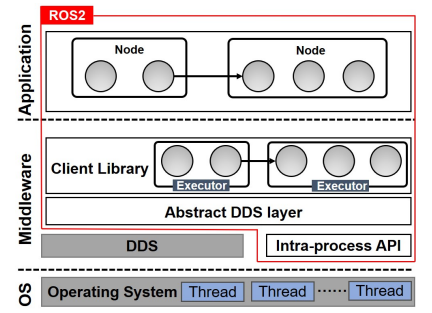 ROS2
Application
Node
Node
Middleware
Client Library
Executor
Executor
Abstract DDS layer
DDS
Intra-process API
OS
Operating System
Thread
Thread
······
Thread